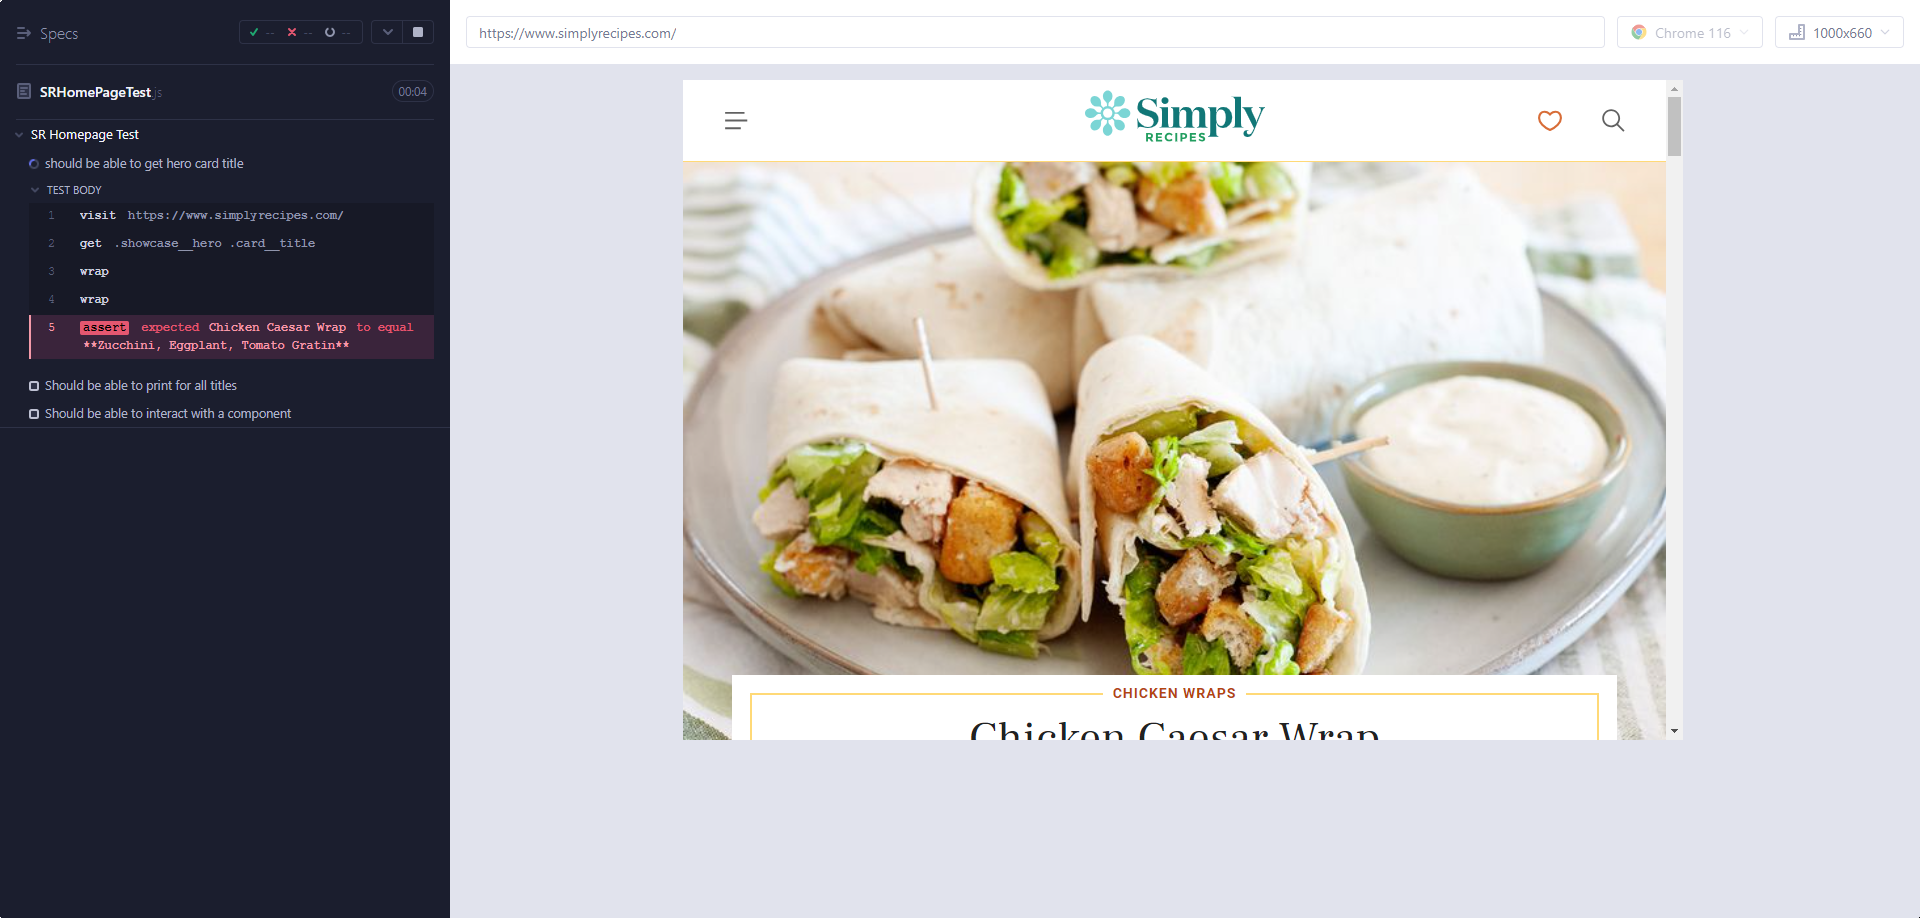 Specs
-- -- --
SRHomePageTest.js
00:04
SR Homepage Test
should be able to get hero card title
TEST BODY
1 visit https://www.simplyrecipes.com/
2 get .showcase__hero .card__title
3 wrap
4 wrap
5 assert expected Chicken Caesar Wrap to equal
**Zucchini, Eggplant, Tomato Gratin**
Should be able to print for all titles
Should be able to interact with a component
https://www.simplyrecipes.com/
Chrome 116
1000x660
Simply
RECIPES
CHICKEN WRAPS
Chicken Caesar Wrap